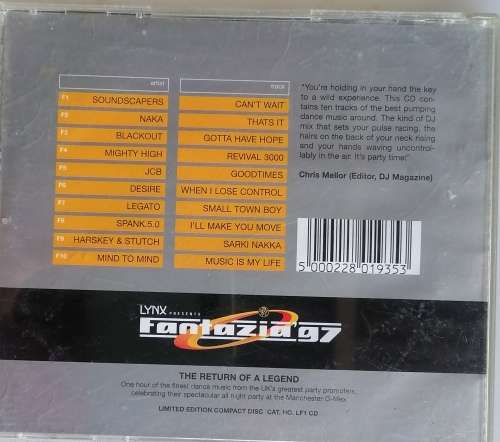 artist track
F1 SOUNDSCAPERS CAN'T WAIT
F2 NAKA THATS IT
F3 BLACKOUT GOTTA HAVE HOPE
F4 MIGHTY HIGH REVIVAL 3000
F5 JCB GOODTIMES
F6 DESIRE WHEN I LOSE CONTROL
F7 LEGATO SMALL TOWN BOY
F8 SPANK.5.0 I'LL MAKE YOU MOVE
F9 HARSKEY & STUTCH SARKI NAKKA
F10 MIND TO MIND MUSIC IS MY LIFE
"You're holding in your hand the key
to a wild experience. This CD con-
tains ten tracks of the best pumping
dance music around. The kind of DJ
mix that sets your pulse racing, the
hairs on the back of your neck rising
and your hands waving uncontrol-
lably in the air. It's party time!"
Chris Mellor (Editor, DJ Magazine)
5 000228 019353
LYNX PRESENTS
Fantazia '97
THE RETURN OF A LEGEND
One hour of the finest dance music from the UK's greatest party promoters,
celebrating their spectacular all night party at the Manchester G-Mex
LIMITED EDITION COMPACT DISC CAT. NO. LF1 CD